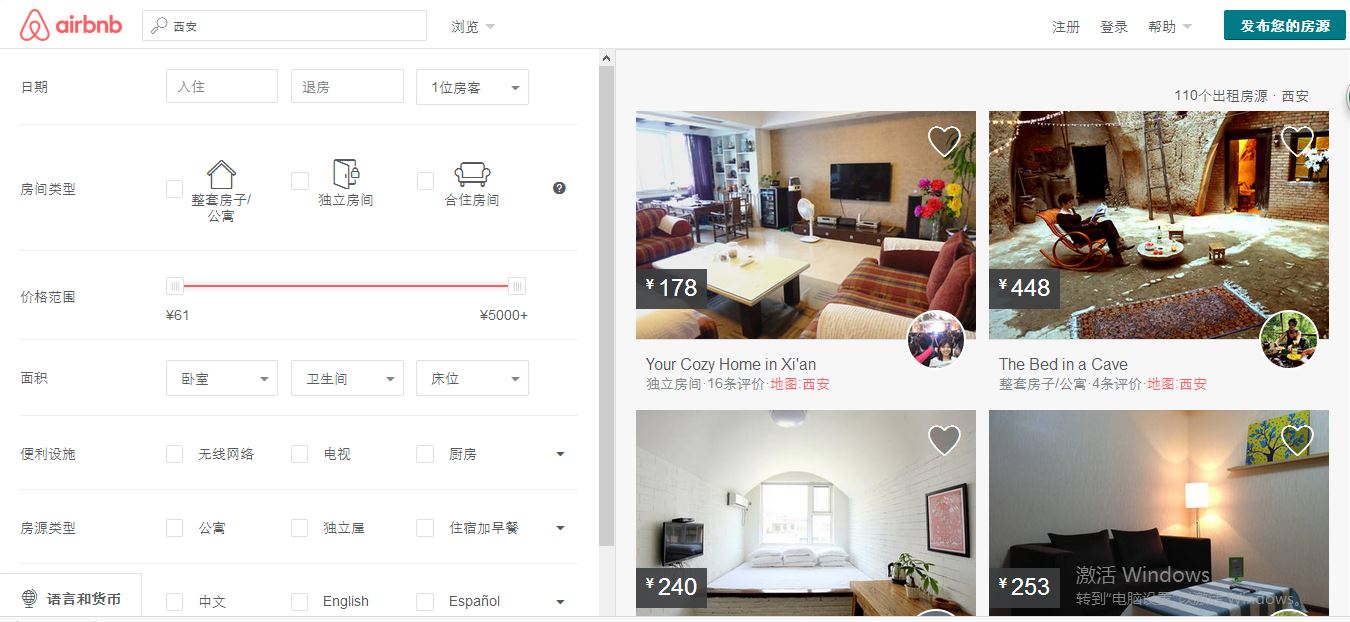 airbnb
西安
浏览
注册
登录
帮助
发布您的房源
日期
入住
退房
1位房客
房间类型
整套房子/
公寓
独立房间
合住房间
?
价格范围
¥61
¥5000+
面积
卧室
卫生间
床位
便利设施
无线网络
电视
厨房
房源类型
公寓
独立屋
住宿加早餐
语言和货币
中文
English
Español
110个出租房源 · 西安
¥178
Your Cozy Home in Xi'an
独立房间·16条评价·地图:西安
¥448
The Bed in a Cave
整套房子/公寓·4条评价·地图:西安
¥240
¥253
激活 Windows
转到“电脑设置”以激活 Windows。